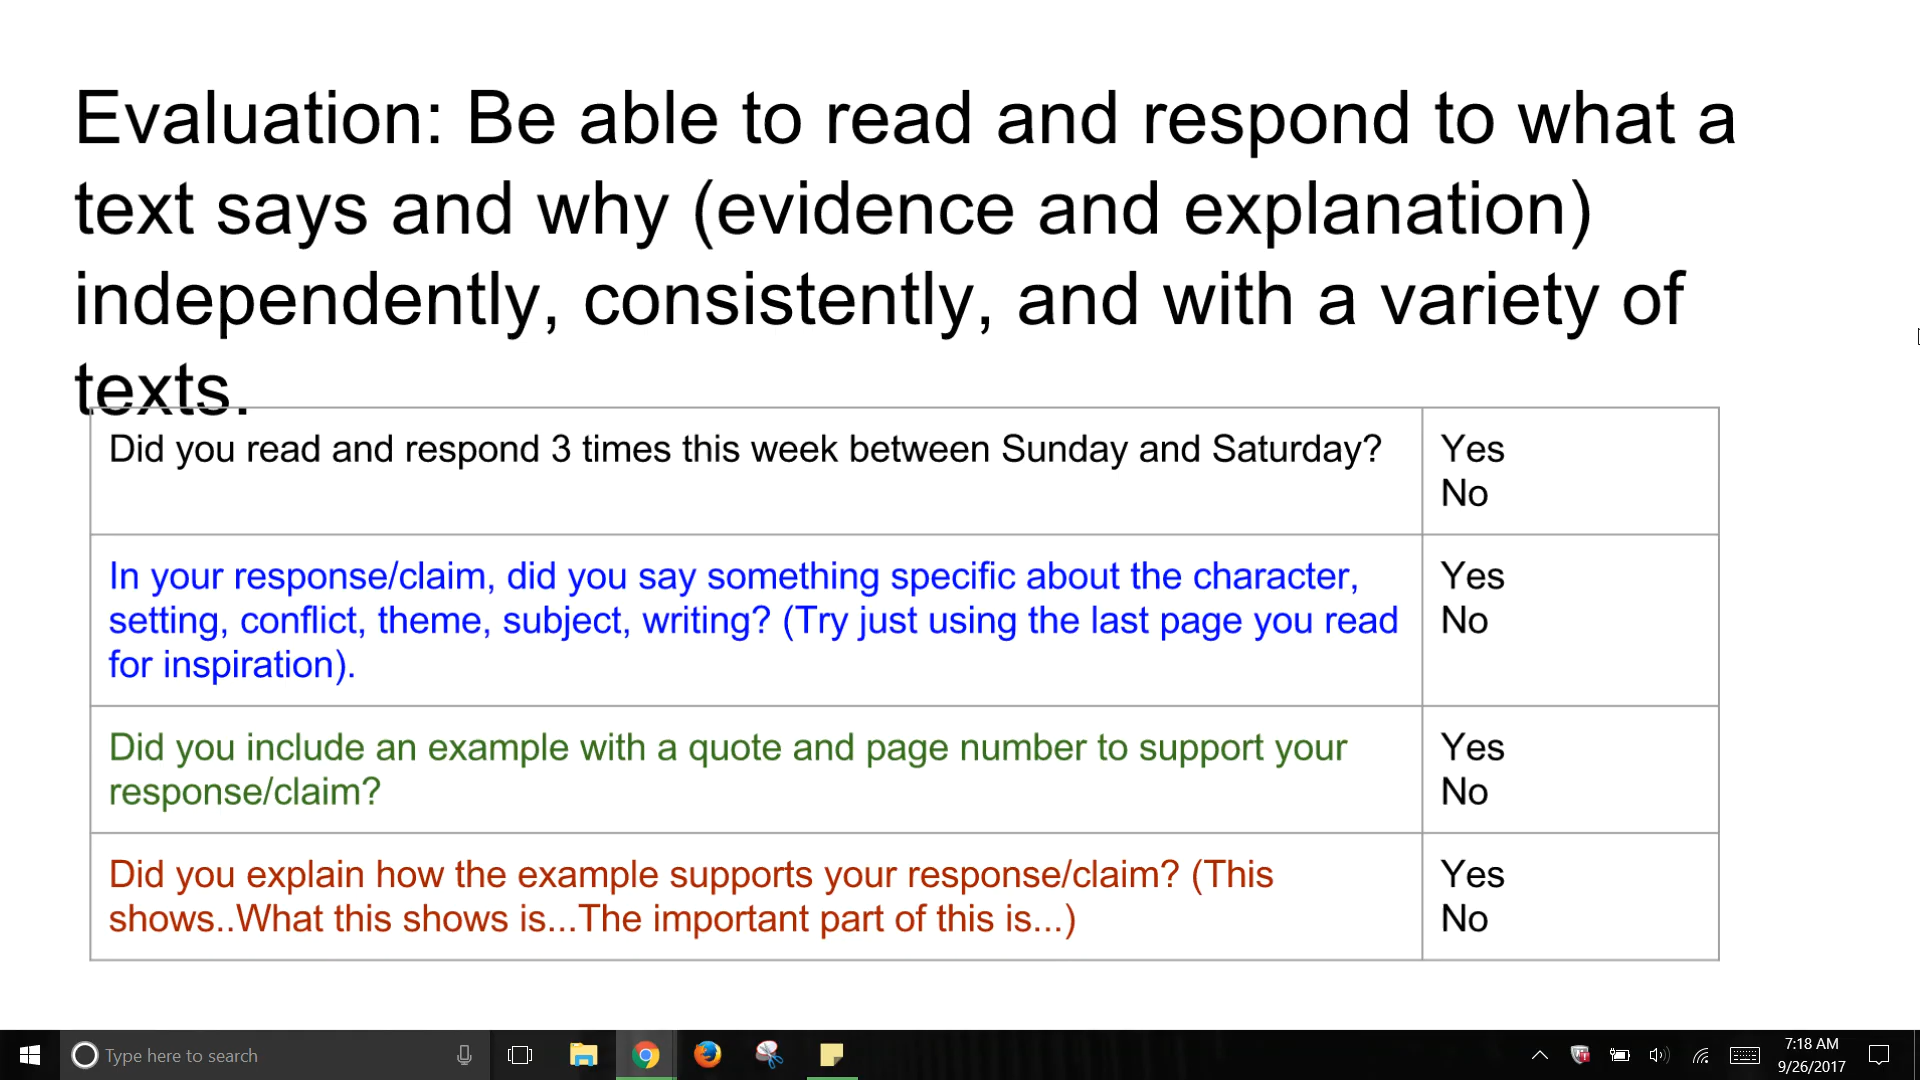 Evaluation: Be able to read and respond to what a
text says and why (evidence and explanation)
independently, consistently, and with a variety of
texts.
Did you read and respond 3 times this week between Sunday and Saturday?
Yes
No
In your response/claim, did you say something specific about the character,
setting, conflict, theme, subject, writing? (Try just using the last page you read
for inspiration).
Yes
No
Did you include an example with a quote and page number to support your
response/claim?
Yes
No
Did you explain how the example supports your response/claim? (This
shows..What this shows is...The important part of this is...)
Yes
No
Type here to search
7:18 AM
9/26/2017